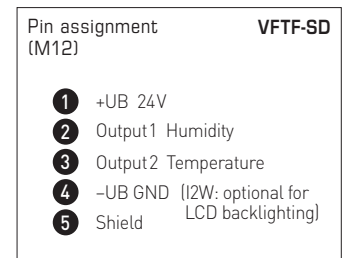 Pin assignment VFTF-SD
(M12)
1 +UB 24V
2 Output1 Humidity
3 Output2 Temperature
4 –UB GND (I2W: optional for
5 Shield LCD backlighting)